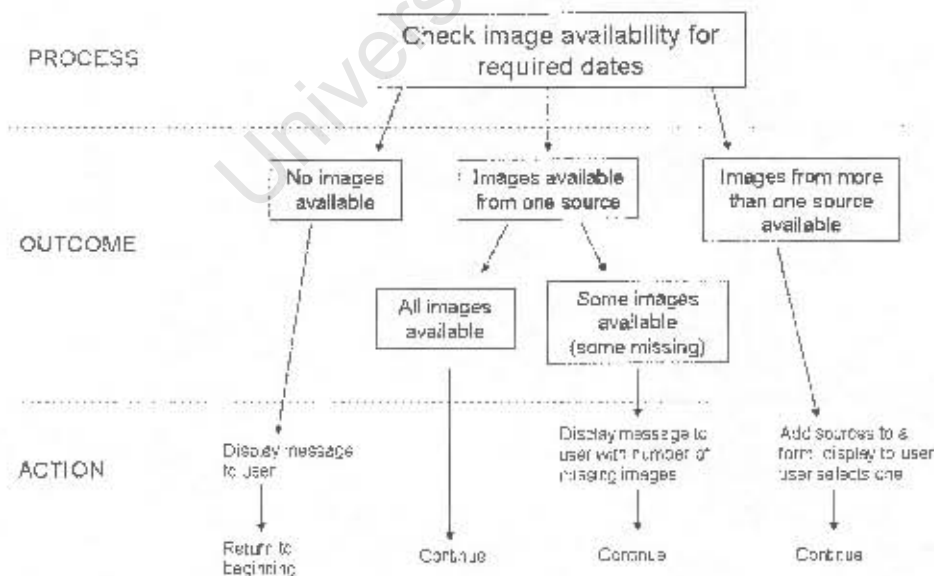 PROCESS
Check image availability for
required dates
Univers
No images
available
Images available
from one source
Images from more
than one source
available
OUTCOME
All images
available
Some images
available
(some missing)
ACTION
Display message
to user
Display message to
user with number of
missing images
Add sources to a
form, display to user
user selects one
Return to
beginning
Continue
Continue
Continue